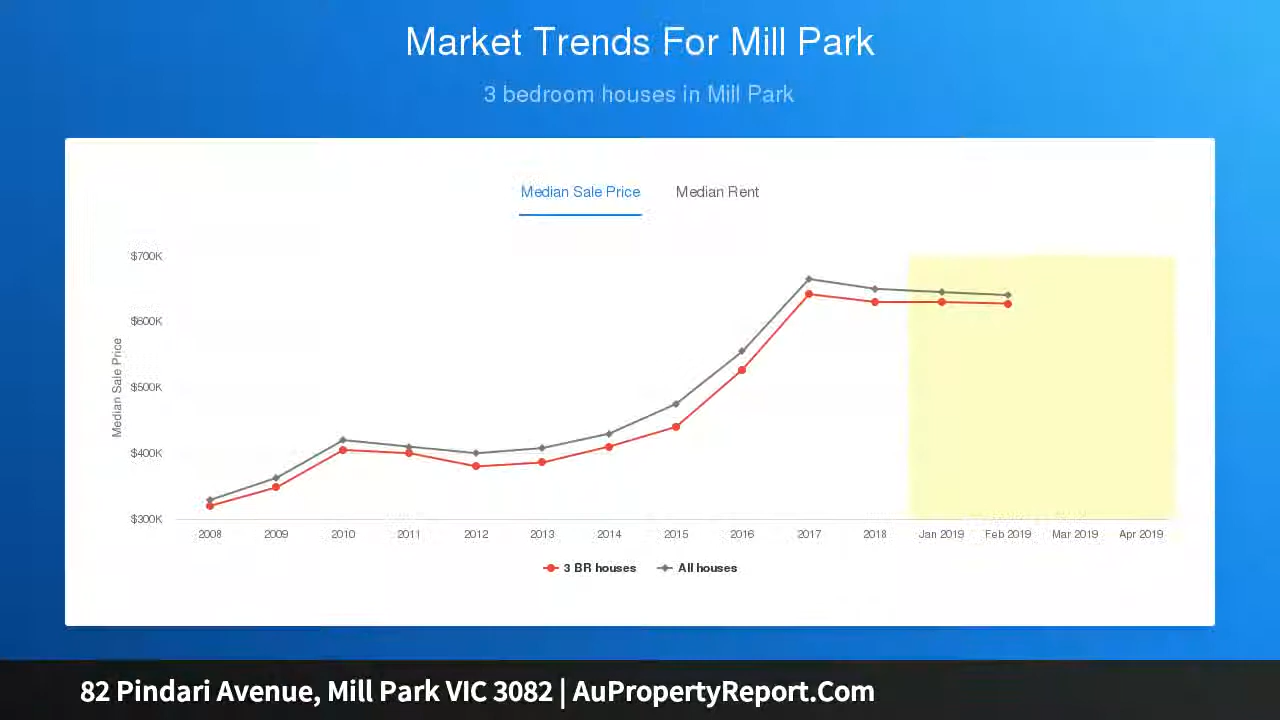 Market Trends For Mill Park
3 bedroom houses in Mill Park
Median Sale Price Median Rent
$700K
$600K
$500K
$400K
$300K
Median Sale Price
2008 2009 2010 2011 2012 2013 2014 2015 2016 2017 2018 Jan 2019 Feb 2019 Mar 2019 Apr 2019
3 BR houses All houses
82 Pindari Avenue, Mill Park VIC 3082 | AuPropertyReport.Com